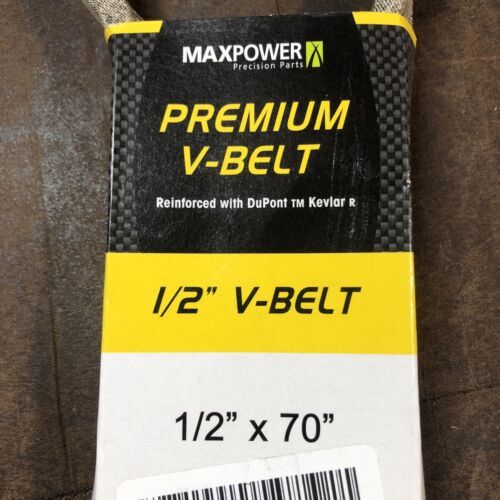 MAXPOWER
Precision Parts
PREMIUM
V-BELT
Reinforced with DuPont TM Kevlar R
1/2" V-BELT
1/2” x 70”